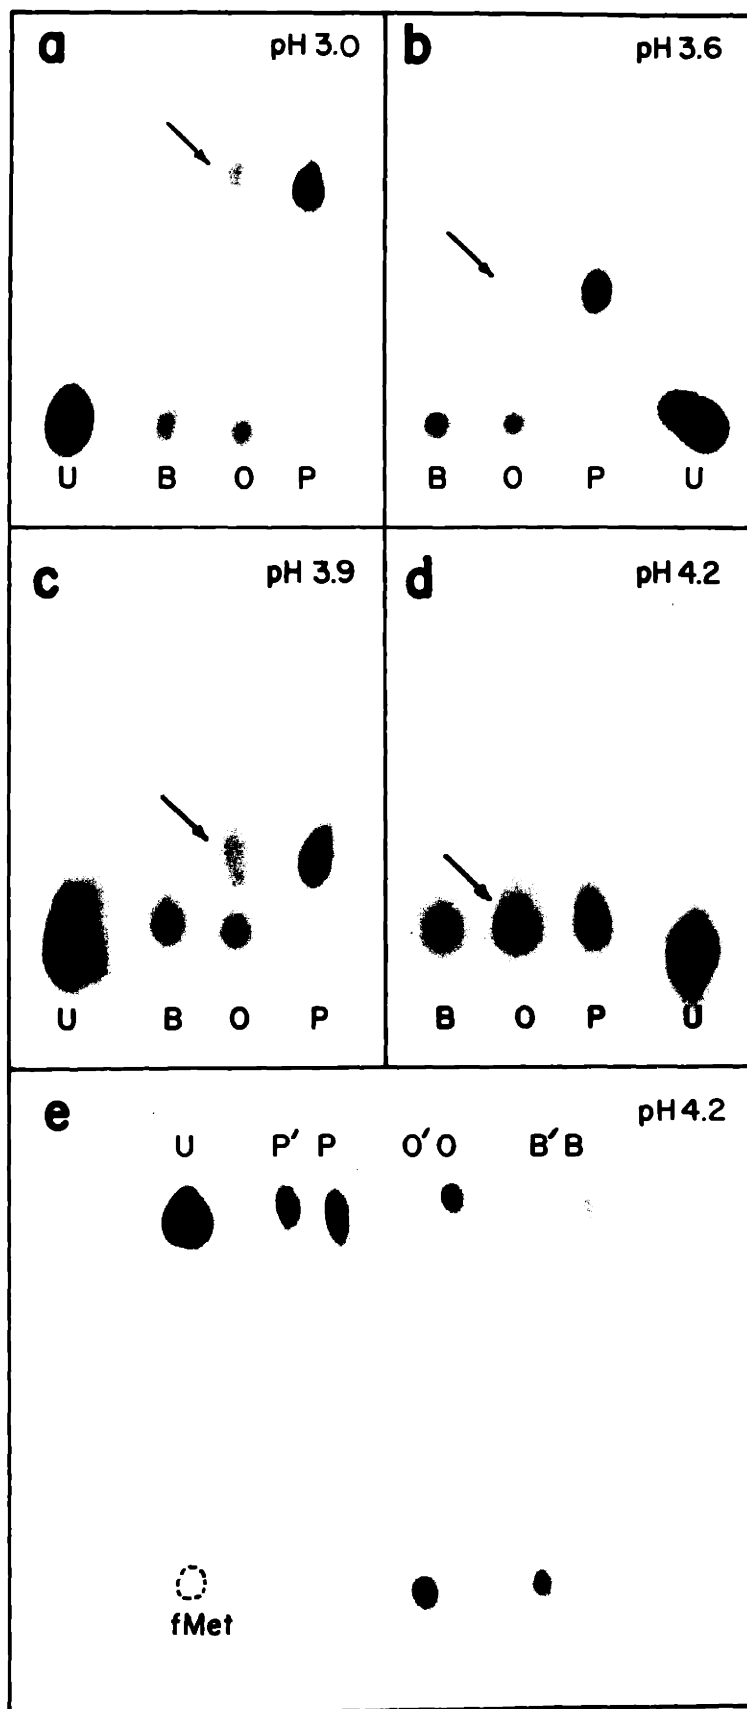 a pH 3.0
b pH 3.6
U B O P
B O P U
c pH 3.9
d pH 4.2
U B O P
B O P U
e pH 4.2
U P′ P O′ O B′ B
fMet